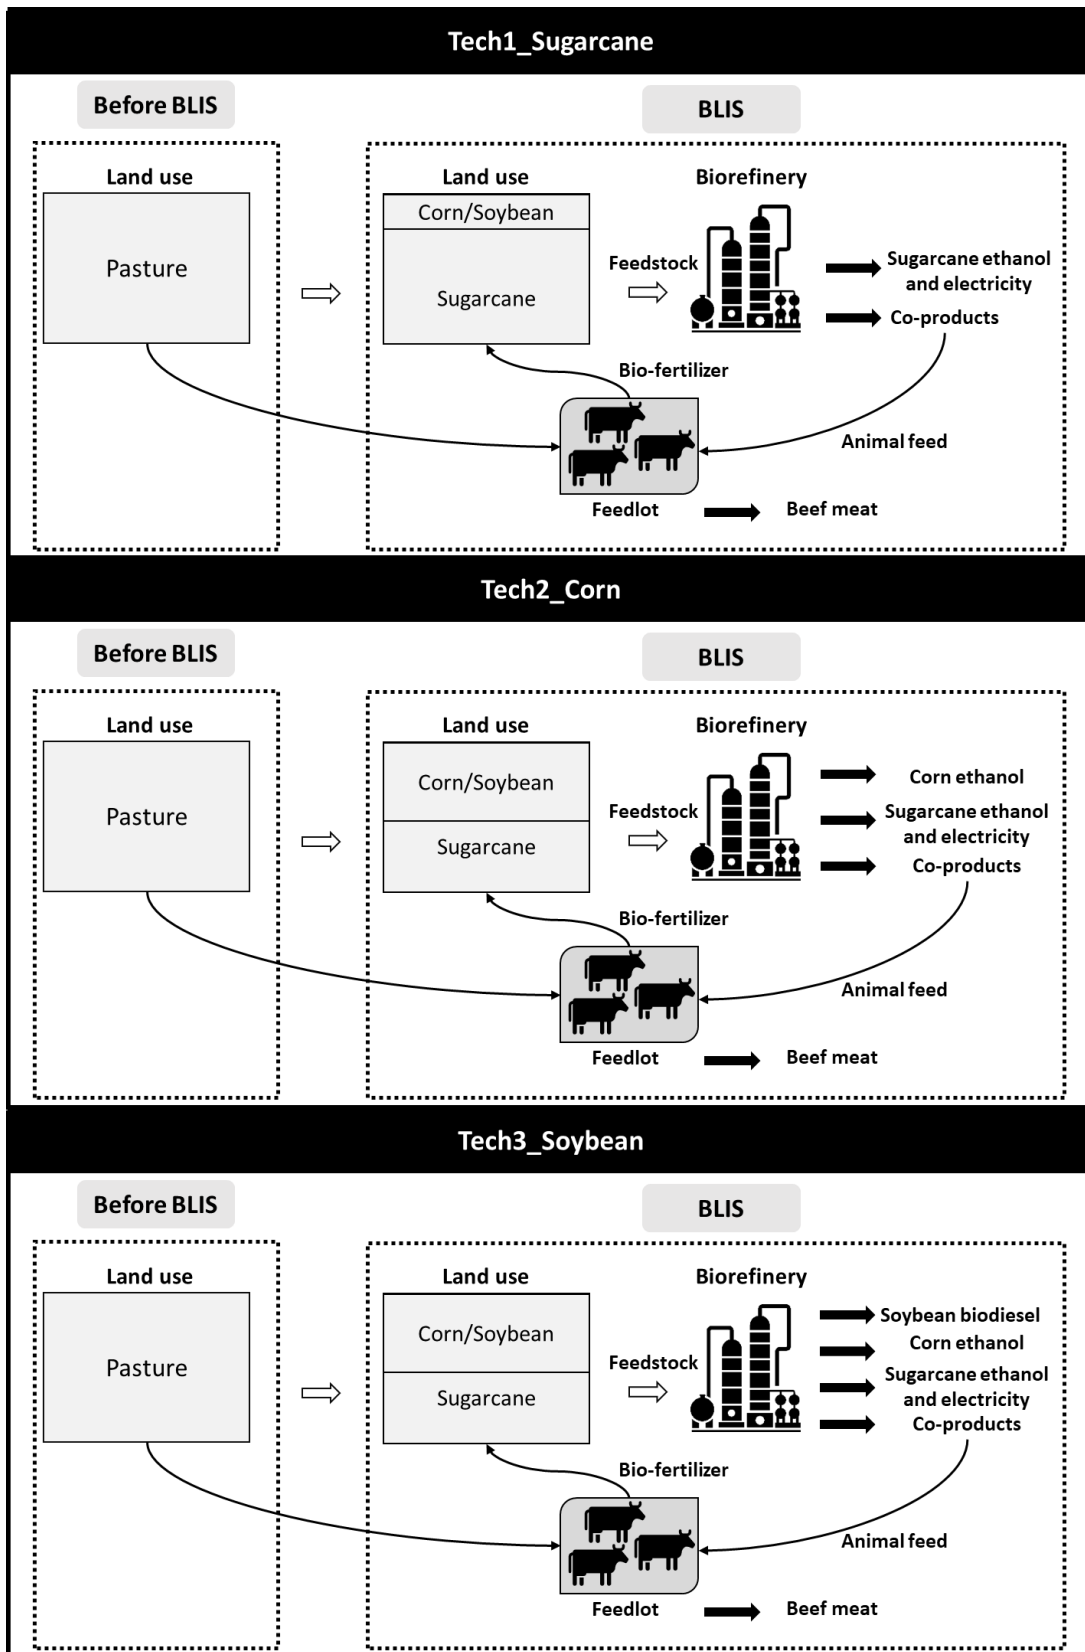 Tech1_Sugarcane
Before BLIS
BLIS
Land use
Pasture
Land use
Corn/Soybean
Sugarcane
Feedstock
Biorefinery
Sugarcane ethanol
and electricity
Co-products
Bio-fertilizer
Animal feed
Feedlot
Beef meat
Tech2_Corn
Before BLIS
BLIS
Land use
Pasture
Land use
Corn/Soybean
Sugarcane
Feedstock
Biorefinery
Corn ethanol
Sugarcane ethanol
and electricity
Co-products
Bio-fertilizer
Animal feed
Feedlot
Beef meat
Tech3_Soybean
Before BLIS
BLIS
Land use
Pasture
Land use
Corn/Soybean
Sugarcane
Feedstock
Biorefinery
Soybean biodiesel
Corn ethanol
Sugarcane ethanol
and electricity
Co-products
Bio-fertilizer
Animal feed
Feedlot
Beef meat